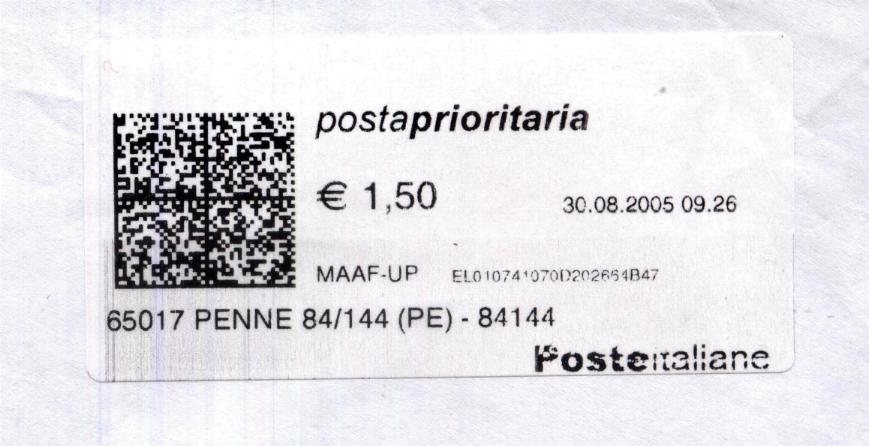 postaprioritaria
€ 1,50
30.08.2005 09.26
MAAF-UP EL010741070D202664B47
65017 PENNE 84/144 (PE) - 84144
Posteitaliane